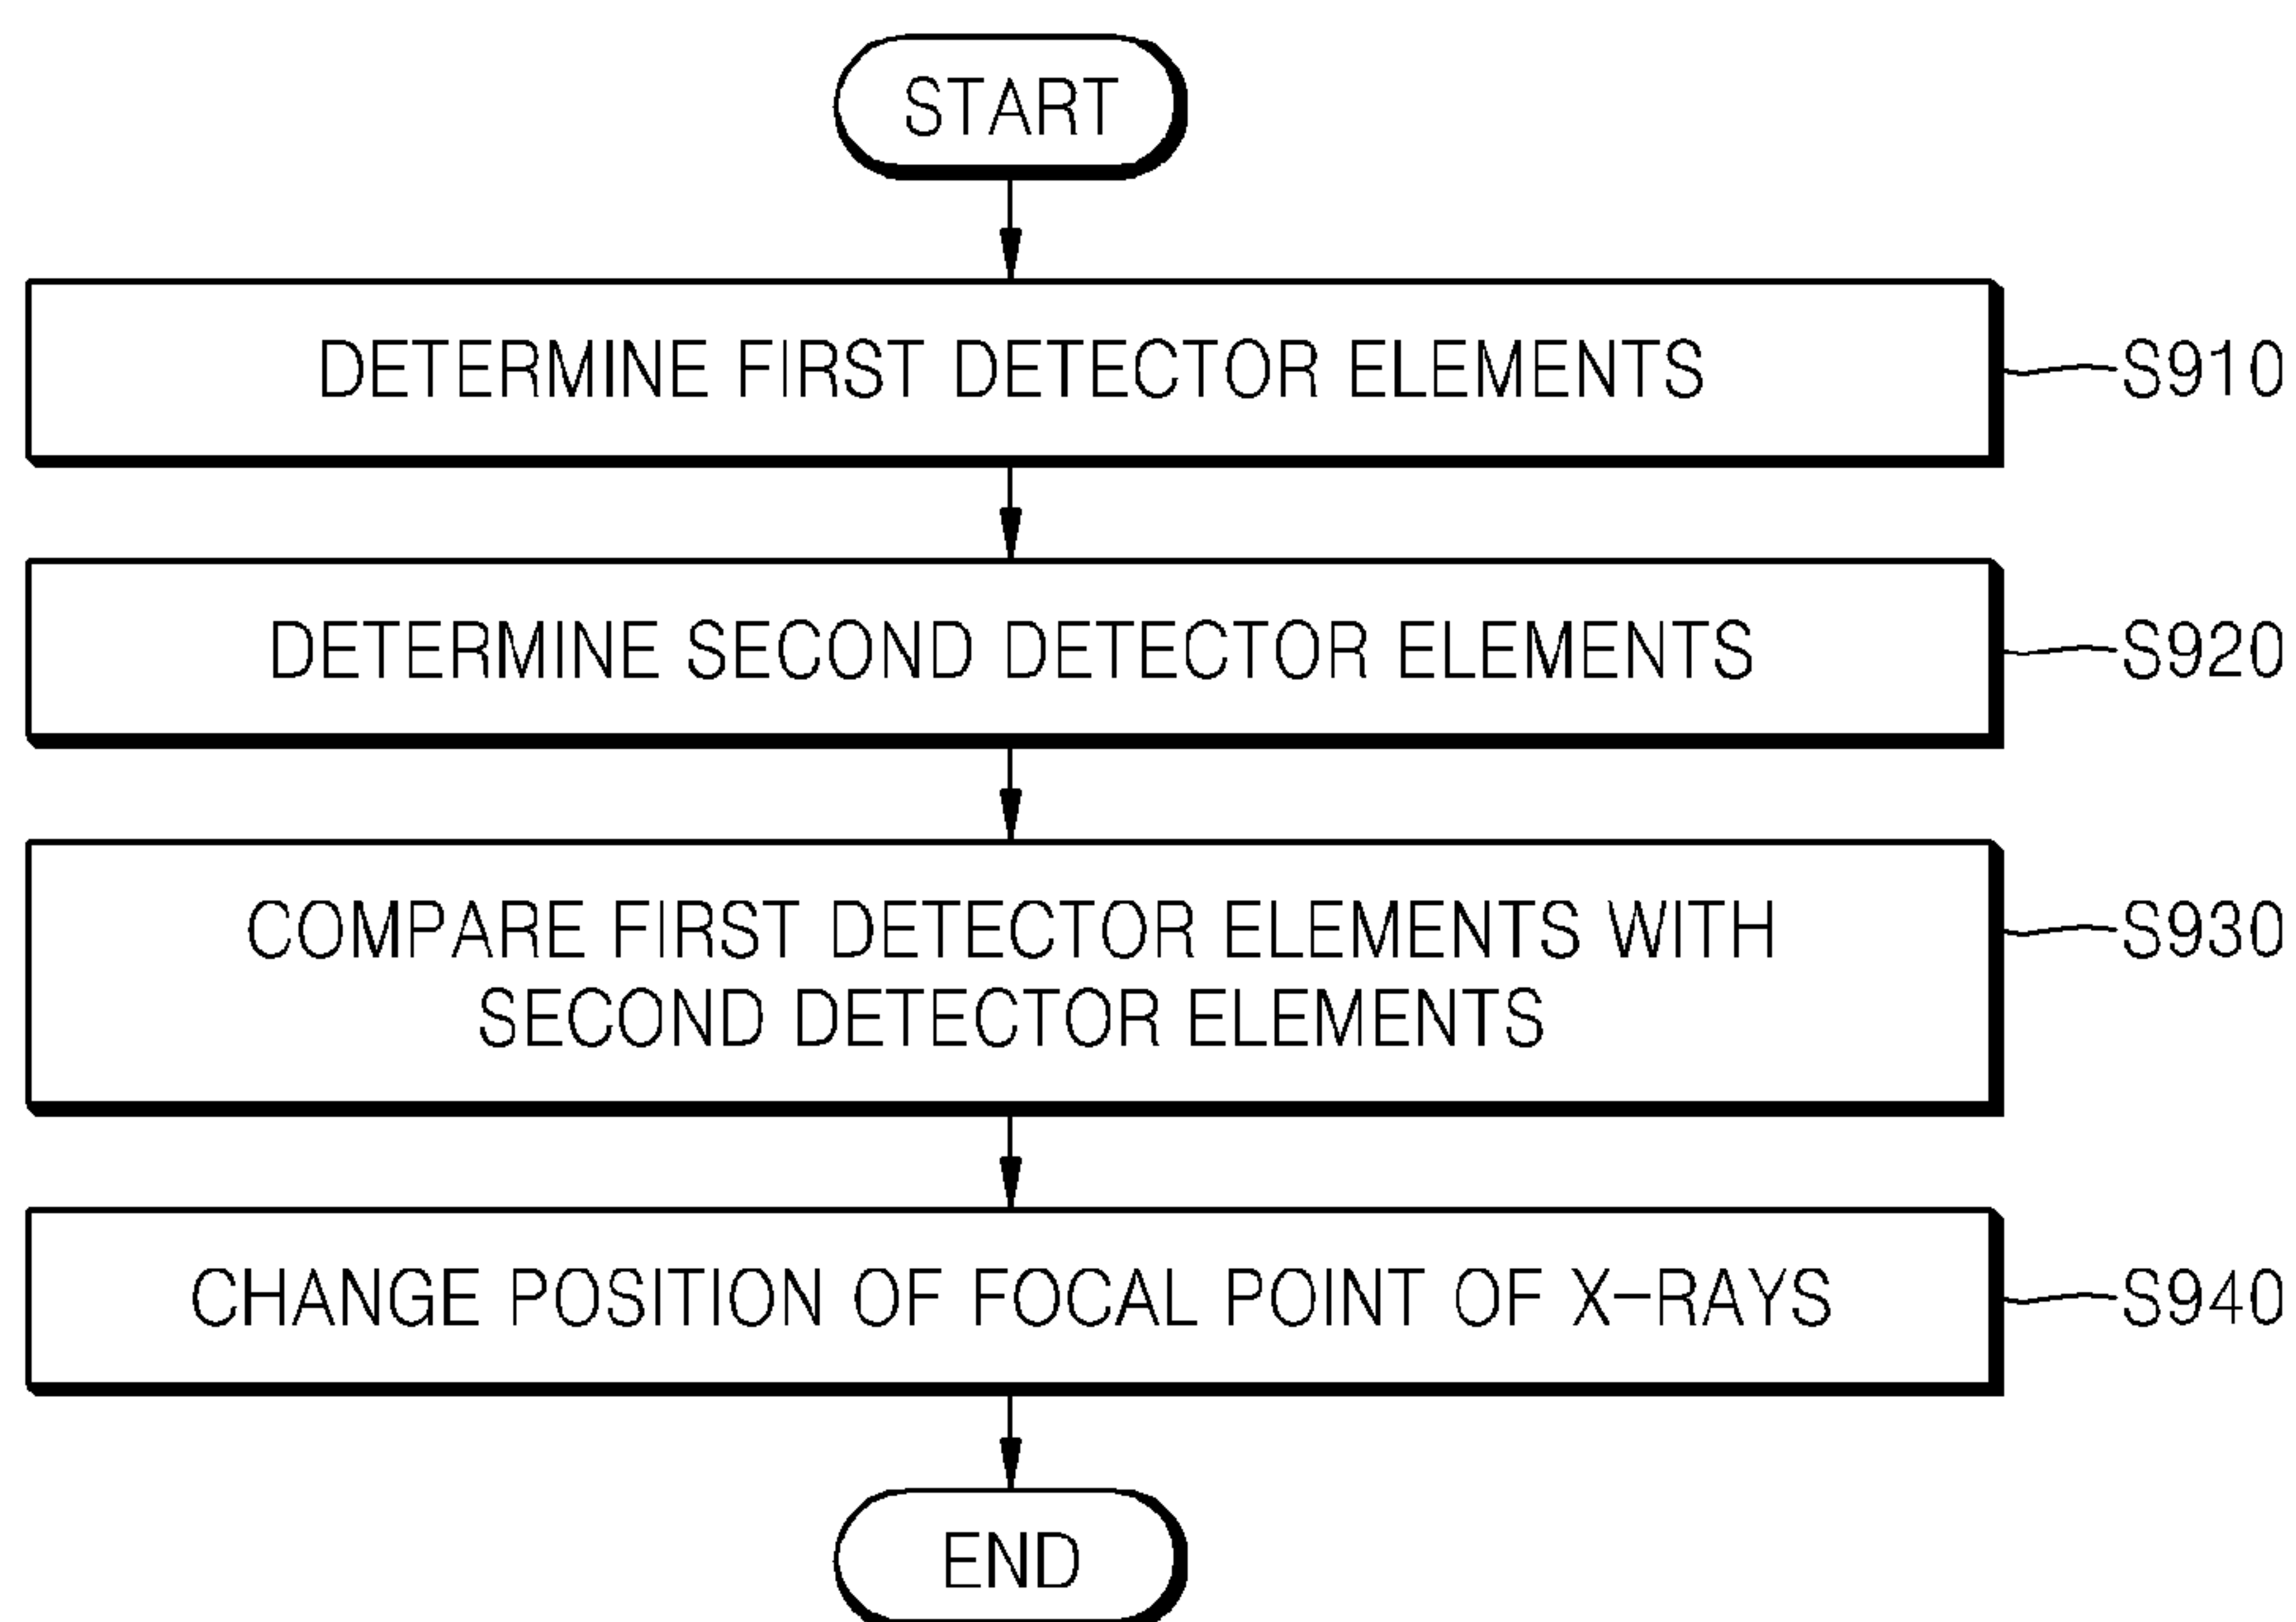 START
DETERMINE FIRST DETECTOR ELEMENTS
S910
DETERMINE SECOND DETECTOR ELEMENTS
S920
COMPARE FIRST DETECTOR ELEMENTS WITH
SECOND DETECTOR ELEMENTS
S930
CHANGE POSITION OF FOCAL POINT OF X-RAYS
S940
END